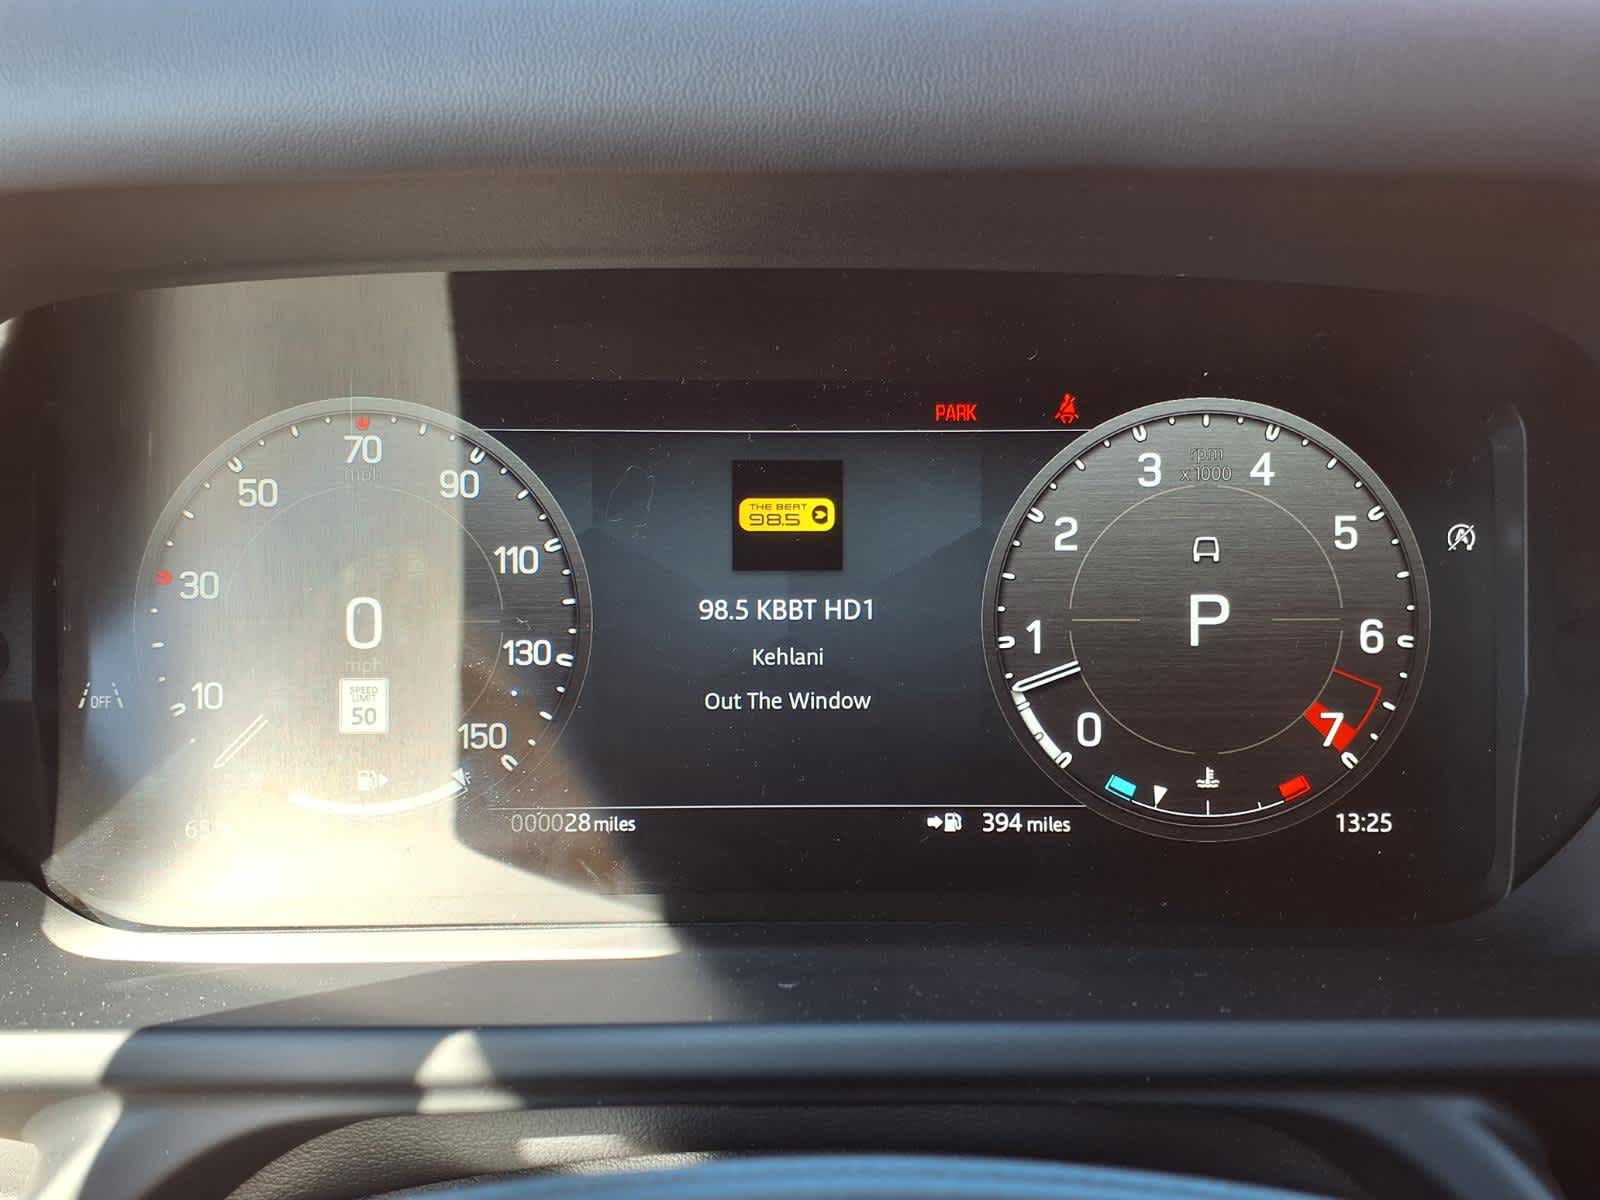 PARK
10
30
50
70
90
110
130
150
mph
0
mph
SPEED
LIMIT
50
THE BEAT
98.5
98.5 KBBT HD1
Kehlani
Out The Window
0
1
2
3
4
5
6
7
rpm
x1000
P
OFF
A
000028 miles
394 miles
13:25